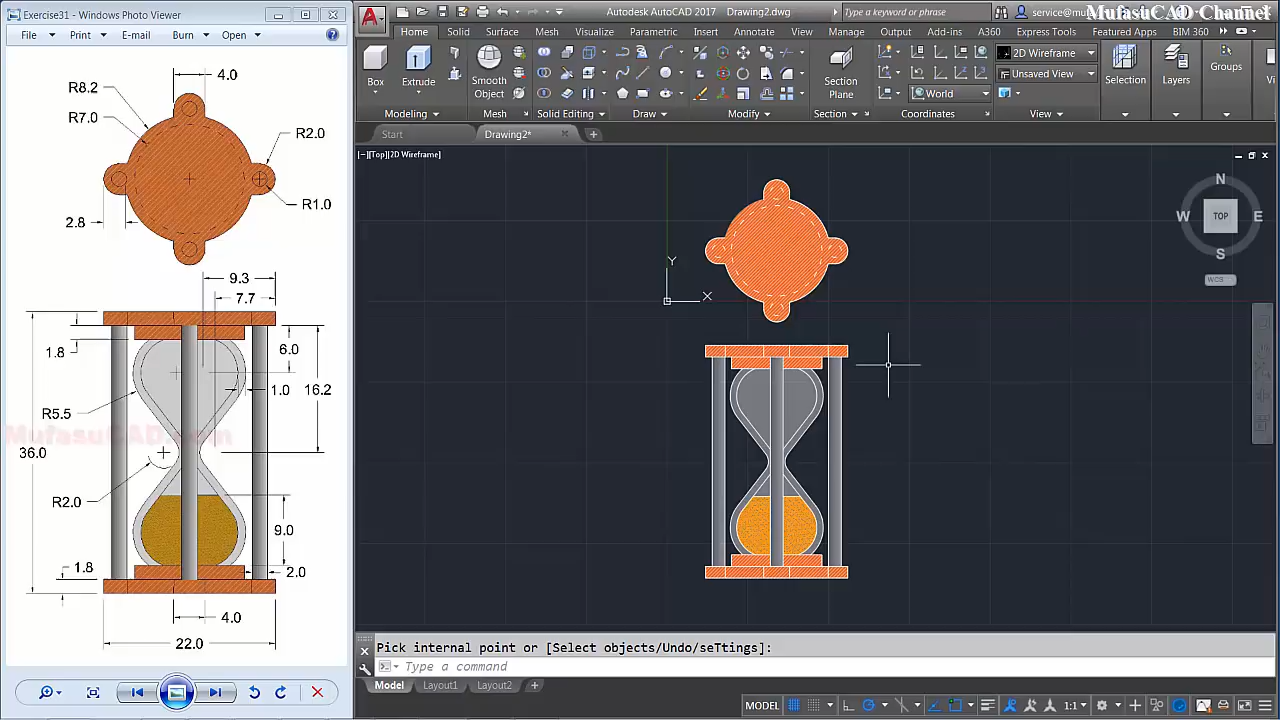 Exercise31 - Windows Photo Viewer
File Print E-mail Burn Open
4.0
R8.2
R7.0
R2.0
R1.0
2.8
9.3
7.7
1.8
6.0
1.0
16.2
R5.5
MufasuCAD.com
36.0
R2.0
9.0
1.8
2.0
4.0
22.0
Autodesk AutoCAD 2017 Drawing2.dwg
Type a keyword or phrase
service@mu
MufasuCAD Channel
Home Solid Surface Mesh Visualize Parametric Insert Annotate View Manage Output Add-ins A360 Express Tools Featured Apps BIM 360
Box
Extrude
Smooth Object
Section Plane
World
2D Wireframe
Unsaved View
Selection
Layers
Groups
Vi
Modeling Mesh Solid Editing Draw Modify Section Coordinates View
Start Drawing2*
[−][Top][2D Wireframe]
N
W TOP E
S
WCS
Y
X
Pick internal point or [Select objects/Undo/seTtings]:
Type a command
Model Layout1 Layout2
MODEL 1:1